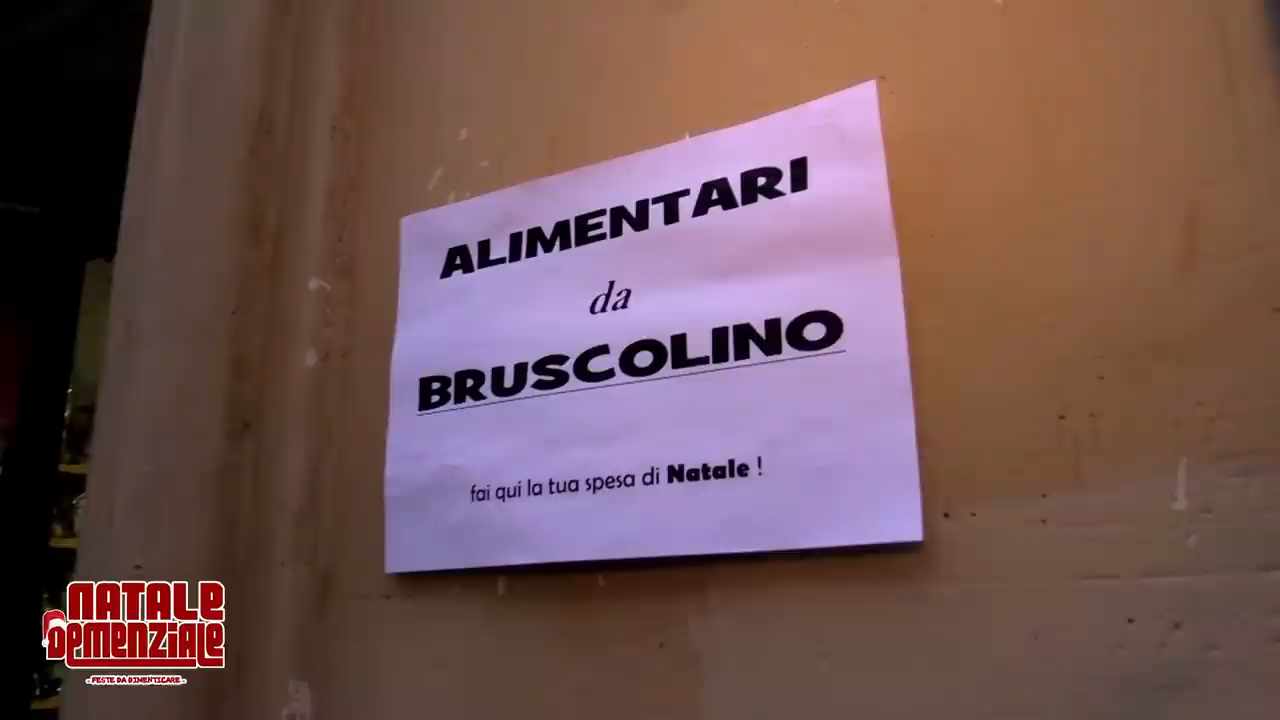 ALIMENTARI
da
BRUSCOLINO
fai qui la tua spesa di Natale !
NATALE
DEMENZIALE
- FESTE DA DIMENTICARE -